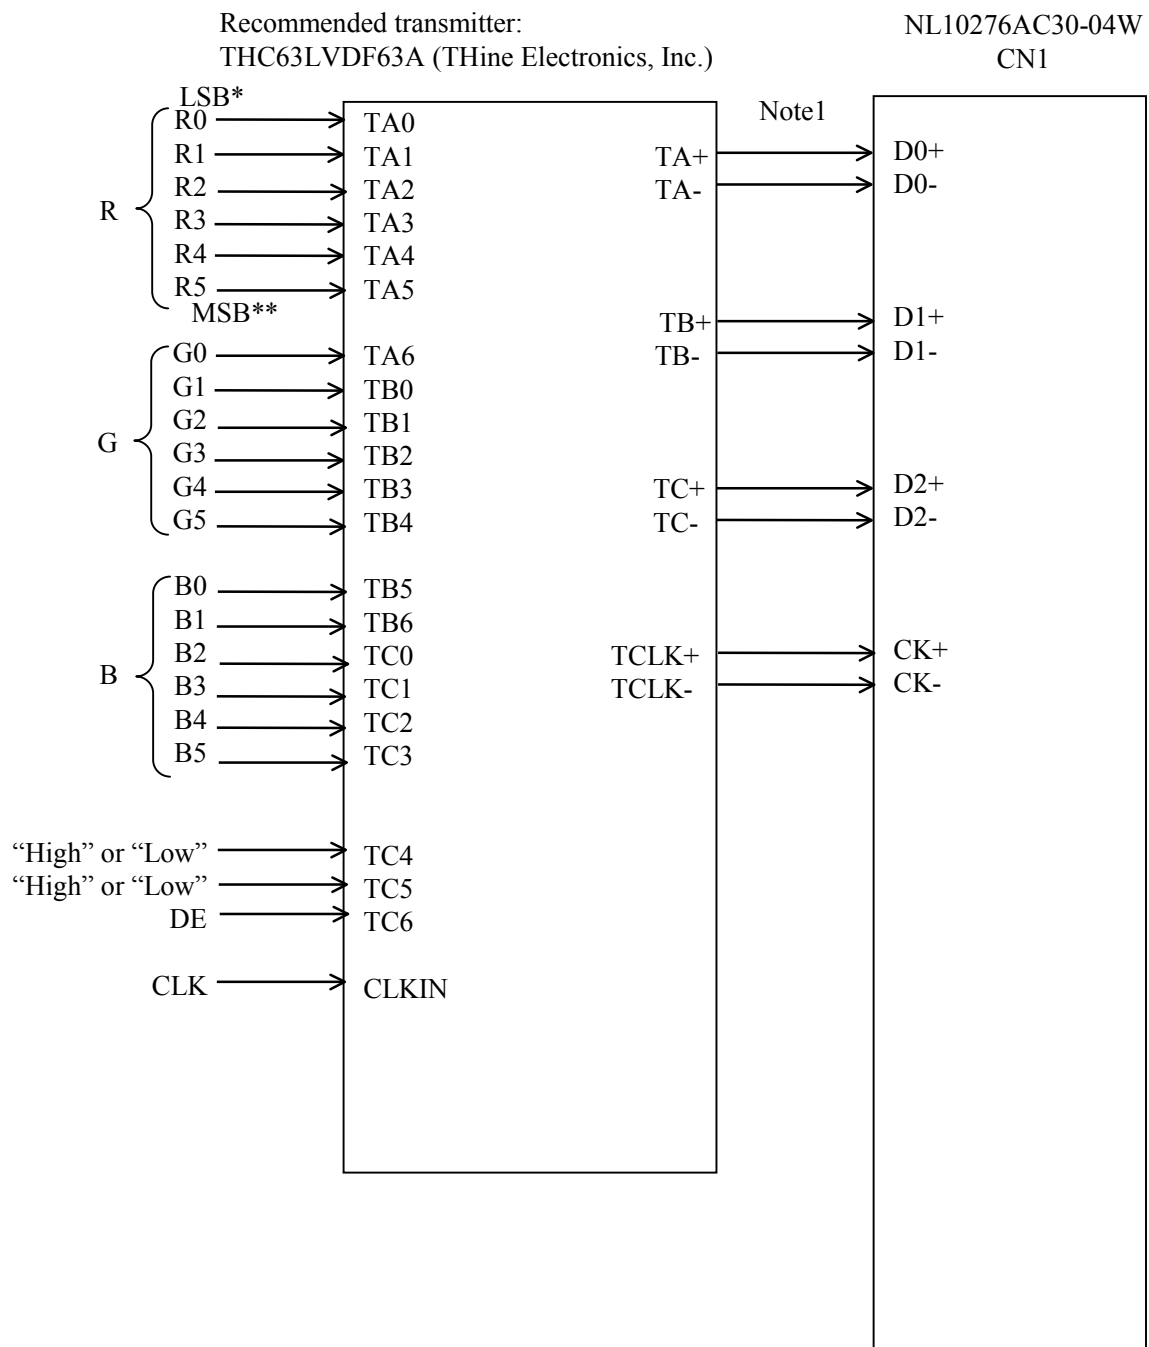 Recommended transmitter:
THC63LVDF63A (THine Electronics, Inc.)
NL10276AC30-04W
CN1
Note1
LSB*
R0 TA0
R1 TA1
R2 TA2
R
R3 TA3
R4 TA4
R5 TA5
MSB**
G0 TA6
G1 TB0
G2 TB1
G
G3 TB2
G4 TB3
G5 TB4
B0 TB5
B1 TB6
B2 TC0
B
B3 TC1
B4 TC2
B5 TC3
“High” or “Low” TC4
“High” or “Low” TC5
DE TC6
CLK CLKIN
TA+ D0+
TA- D0-
TB+ D1+
TB- D1-
TC+ D2+
TC- D2-
TCLK+ CK+
TCLK- CK-